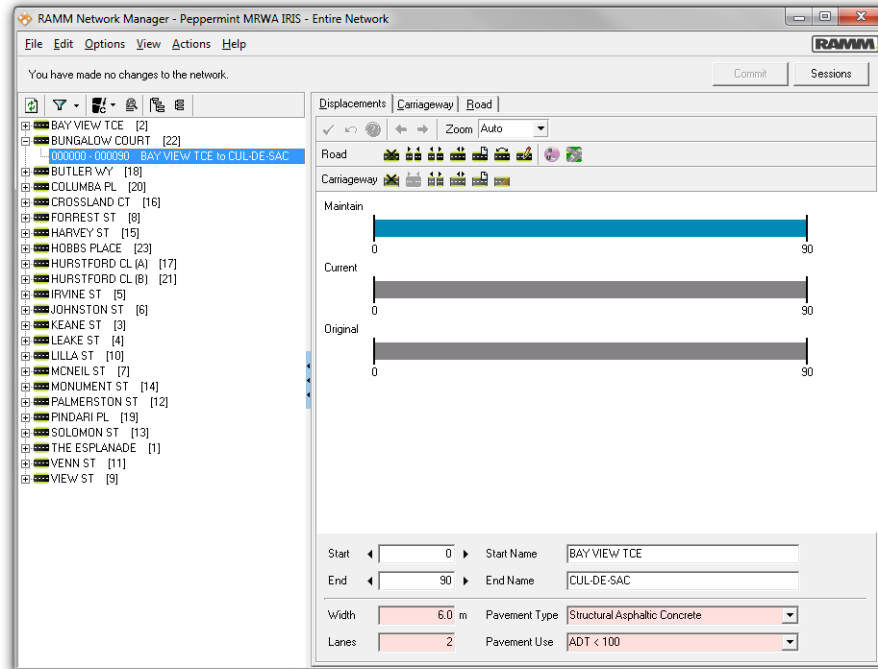 RAMM Network Manager - Peppermint MRWA IRIS - Entire Network
File Edit Options View Actions Help
RAMM
You have made no changes to the network.
Commit Sessions
Displacements Carriageway Road
BAY VIEW TCE [2]
BUNGALOW COURT [22]
000000 - 000090 BAY VIEW TCE to CUL-DE-SAC
BUTLER WY [18]
COLUMBA PL [20]
CROSSLAND CT [16]
FORREST ST [8]
HARVEY ST [15]
HOBBS PLACE [23]
HURSTFORD CL (A) [17]
HURSTFORD CL (B) [21]
IRVINE ST [5]
JOHNSTON ST [6]
KEANE ST [3]
LEAKE ST [4]
LILLA ST [10]
MCNEIL ST [7]
MONUMENT ST [14]
PALMERSTON ST [12]
PINDARI PL [19]
SOLOMON ST [13]
THE ESPLANADE [1]
VENN ST [11]
VIEW ST [9]
Zoom Auto
Road
Carriageway
Maintain
0 90
Current
0 90
Original
0 90
Start 0 Start Name BAY VIEW TCE
End 90 End Name CUL-DE-SAC
Width 6.0 m Pavement Type Structural Asphaltic Concrete
Lanes 2 Pavement Use ADT < 100